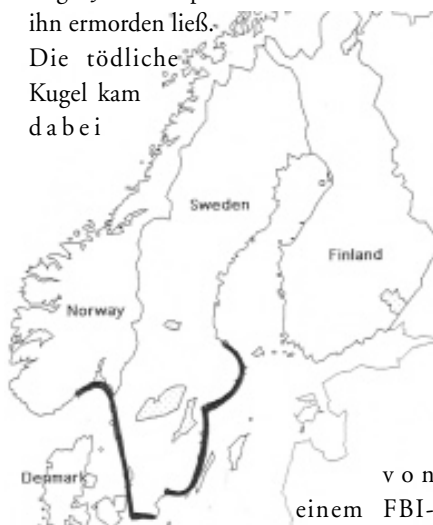 ihn ermorden ließ.
Die tödliche
Kugel kam
dabei
Sweden
Finland
Norway
Denmark
von
einem FBI-